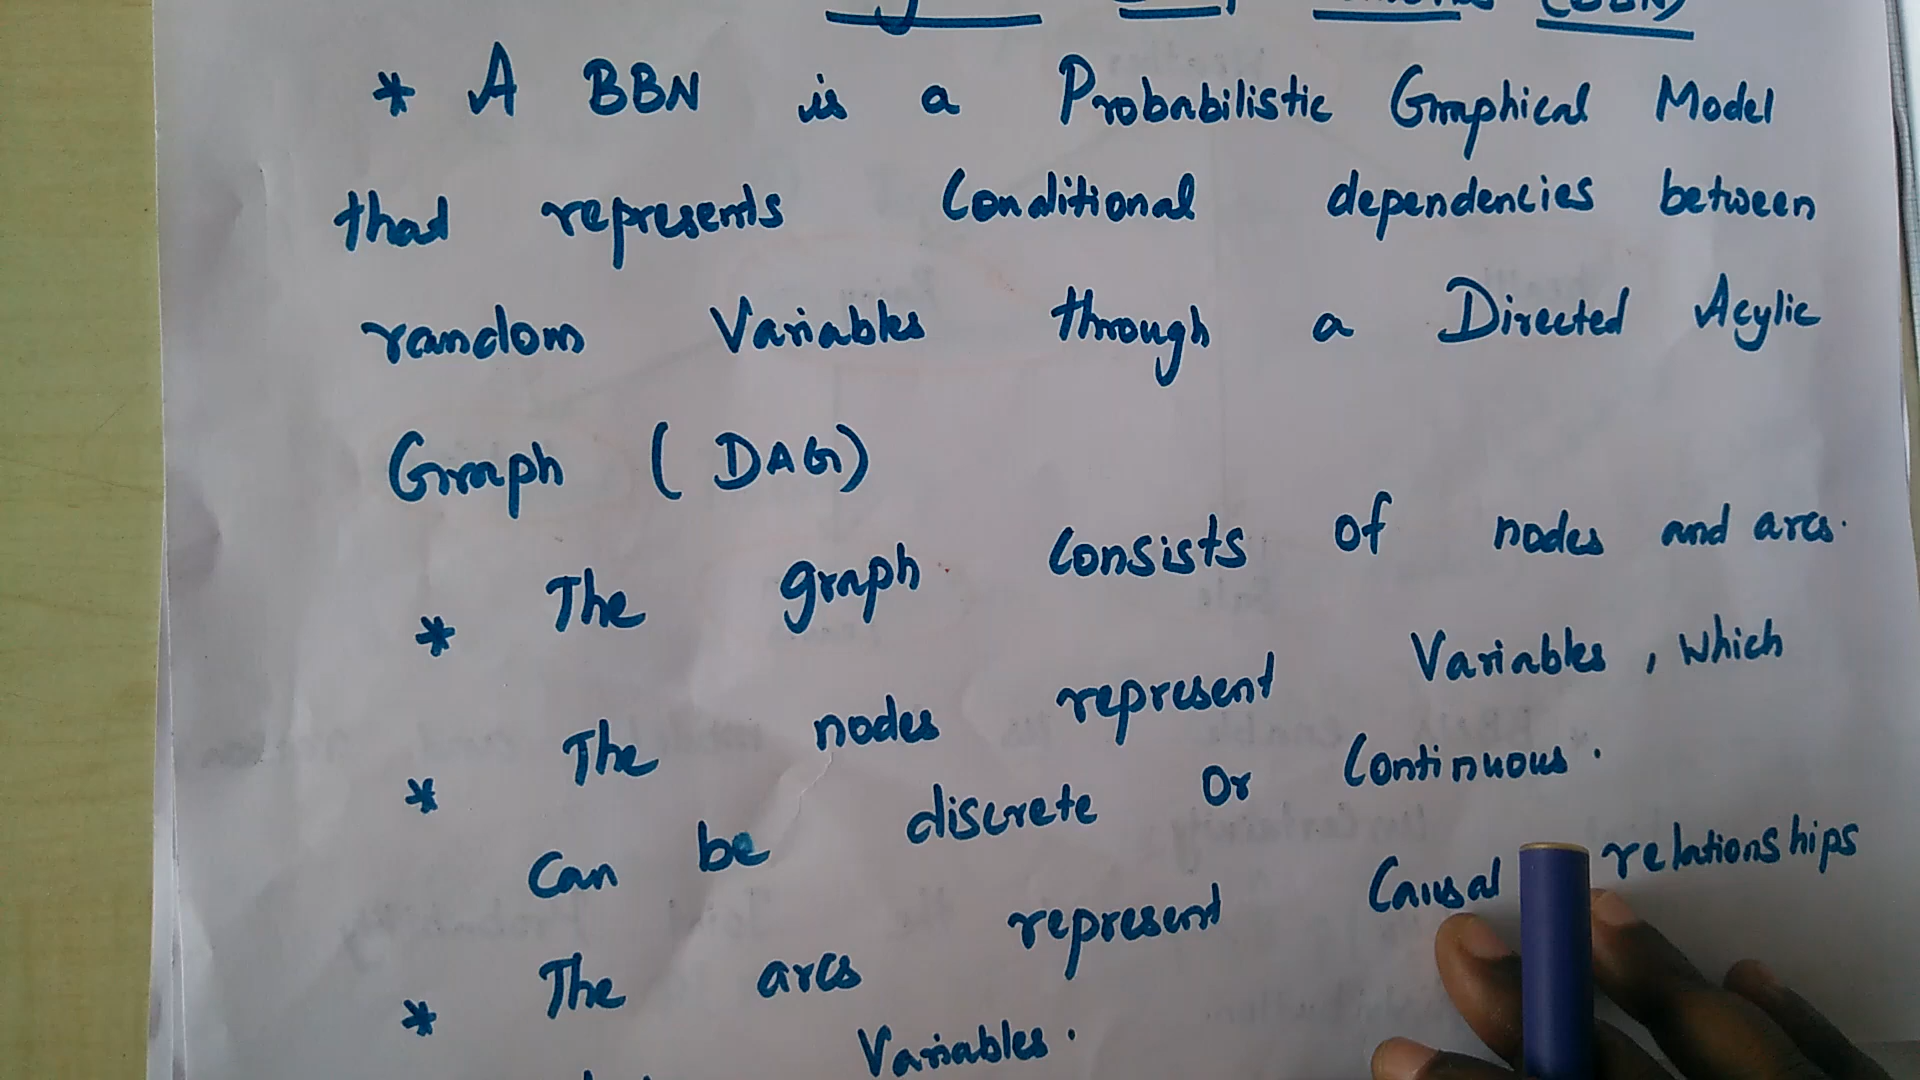 (BBN)
* A BBN is a Probabilistic Graphical Model
that represents Conditional dependencies between
random Variables through a Directed Acylic
Graph (DAG)
* The graph consists of nodes and arcs.
* The nodes represent Variables, which
can be discrete or Continuous.
* The arcs represent Causal relationships
Variables.